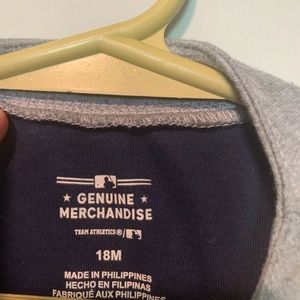 ★ GENUINE ★
MERCHANDISE
TEAM ATHLETICS®/
18M
MADE IN PHILIPPINES
HECHO EN FILIPINAS
FABRIQUÉ AUX PHILIPPINES